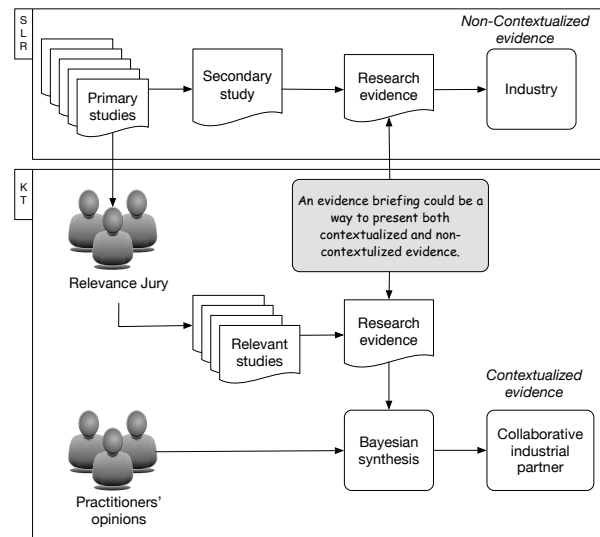 S
L
R
Non-Contextualized
evidence
Primary
studies
Secondary
study
Research
evidence
Industry
K
T
An evidence briefing could be a
way to present both
contextualized and non-
contextulized evidence.
Relevance Jury
Relevant
studies
Research
evidence
Contextualized
evidence
Practitioners'
opinions
Bayesian
synthesis
Collaborative
industrial
partner